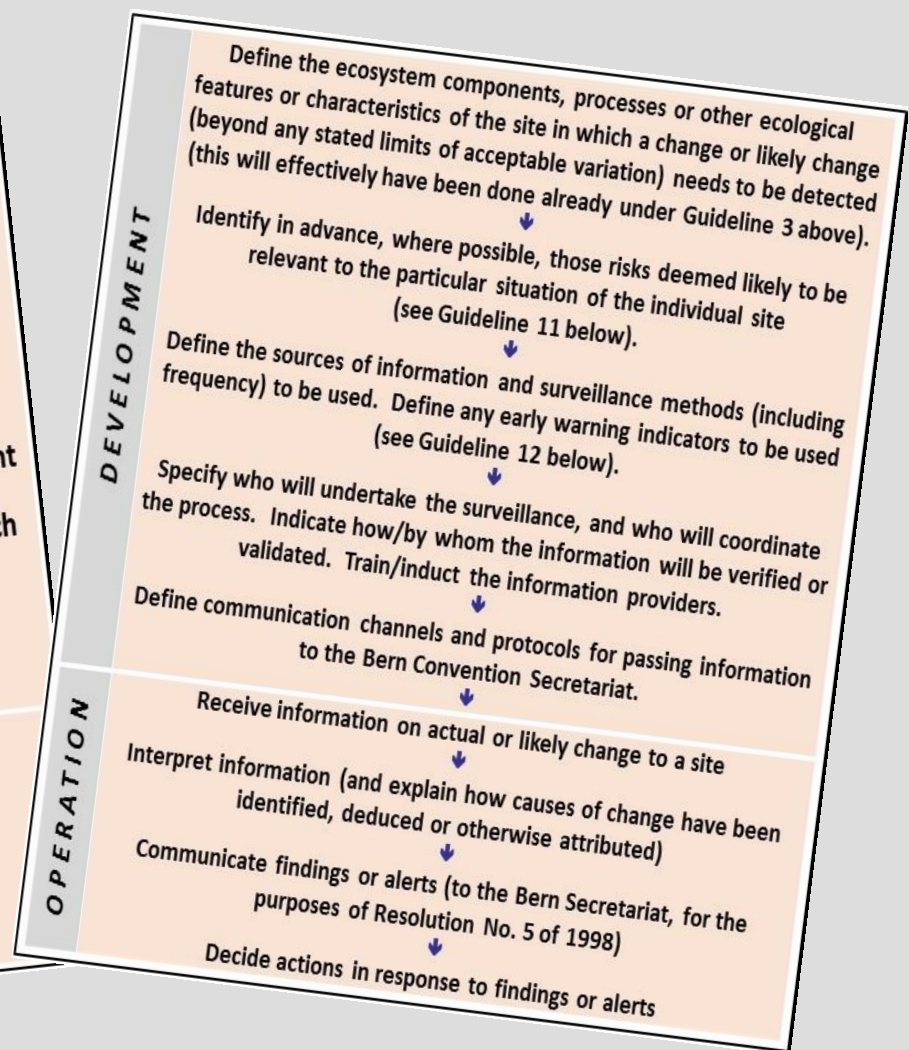 nt
ch
DEVELOPMENT
Define the ecosystem components, processes or other ecological
features or characteristics of the site in which a change or likely change
(beyond any stated limits of acceptable variation) needs to be detected
(this will effectively have been done already under Guideline 3 above).
Identify in advance, where possible, those risks deemed likely to be
relevant to the particular situation of the individual site
(see Guideline 11 below).
Define the sources of information and surveillance methods (including
frequency) to be used. Define any early warning indicators to be used
(see Guideline 12 below).
Specify who will undertake the surveillance, and who will coordinate
the process. Indicate how/by whom the information will be verified or
validated. Train/induct the information providers.
Define communication channels and protocols for passing information
to the Bern Convention Secretariat.
OPERATION
Receive information on actual or likely change to a site
Interpret information (and explain how causes of change have been
identified, deduced or otherwise attributed)
Communicate findings or alerts (to the Bern Secretariat, for the
purposes of Resolution No. 5 of 1998)
Decide actions in response to findings or alerts